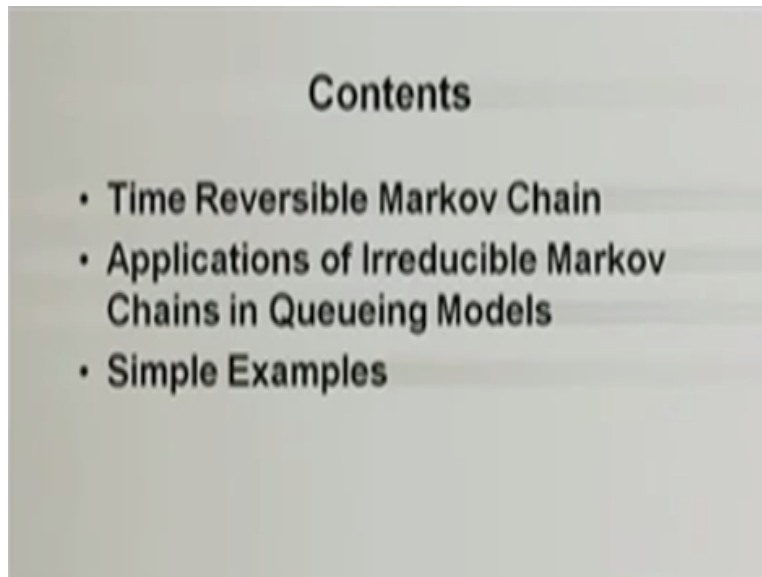 Contents
• Time Reversible Markov Chain
• Applications of Irreducible Markov
Chains in Queueing Models
• Simple Examples